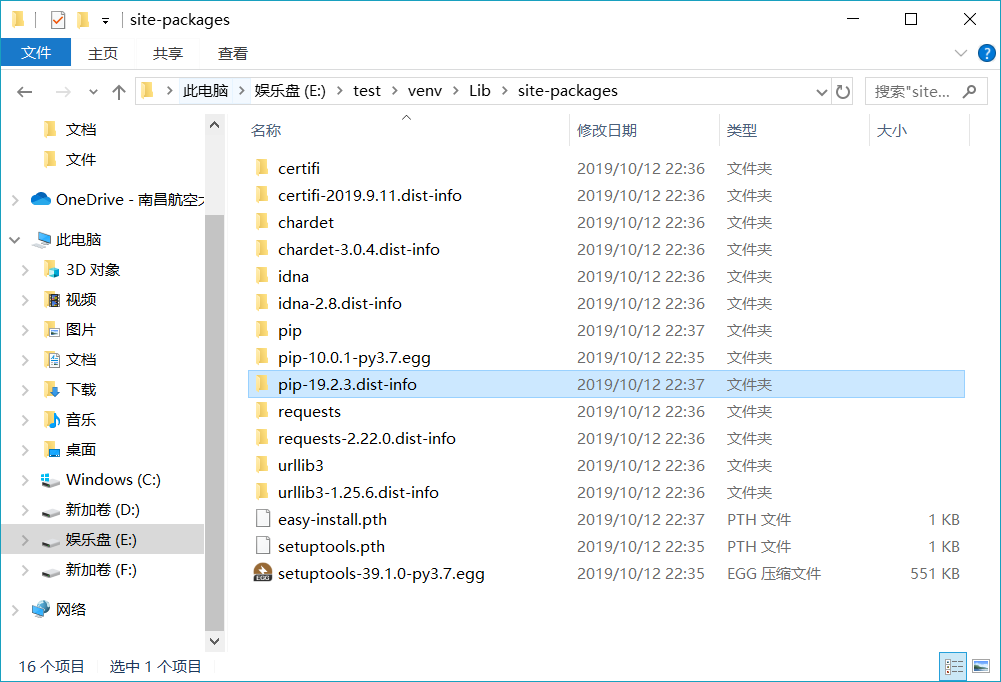 site-packages
文件 主页 共享 查看
此电脑 娱乐盘 (E:) test venv Lib site-packages 搜索"site...
名称 修改日期 类型 大小
文档
文件
OneDrive - 南昌航空
此电脑
3D 对象
视频
图片
文档
下载
音乐
桌面
Windows (C:)
新加卷 (D:)
娱乐盘 (E:)
新加卷 (F:)
网络
certifi 2019/10/12 22:36 文件夹
certifi-2019.9.11.dist-info 2019/10/12 22:36 文件夹
chardet 2019/10/12 22:36 文件夹
chardet-3.0.4.dist-info 2019/10/12 22:36 文件夹
idna 2019/10/12 22:36 文件夹
idna-2.8.dist-info 2019/10/12 22:36 文件夹
pip 2019/10/12 22:37 文件夹
pip-10.0.1-py3.7.egg 2019/10/12 22:35 文件夹
pip-19.2.3.dist-info 2019/10/12 22:37 文件夹
requests 2019/10/12 22:36 文件夹
requests-2.22.0.dist-info 2019/10/12 22:36 文件夹
urllib3 2019/10/12 22:36 文件夹
urllib3-1.25.6.dist-info 2019/10/12 22:36 文件夹
easy-install.pth 2019/10/12 22:37 PTH 文件 1 KB
setuptools.pth 2019/10/12 22:35 PTH 文件 1 KB
EGG setuptools-39.1.0-py3.7.egg 2019/10/12 22:35 EGG 压缩文件 551 KB
16 个项目 选中 1 个项目